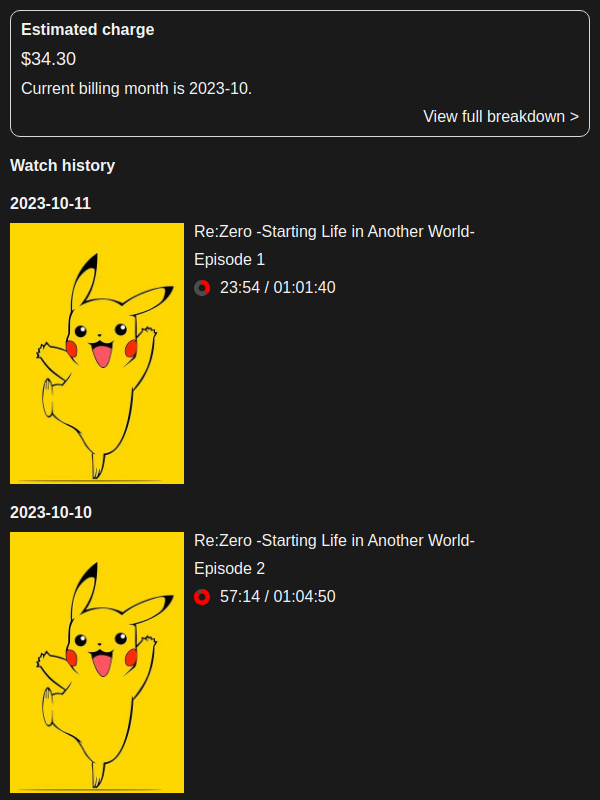 Estimated charge
$34.30
Current billing month is 2023-10.
View full breakdown >
Watch history
2023-10-11
Re:Zero -Starting Life in Another World-
Episode 1
23:54 / 01:01:40
2023-10-10
Re:Zero -Starting Life in Another World-
Episode 2
57:14 / 01:04:50